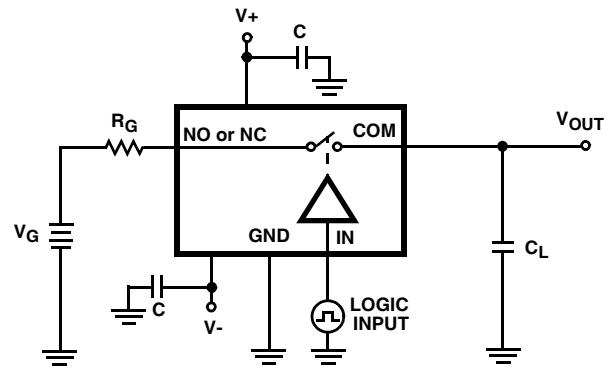 V+
C
RG
NO or NC
COM
VOUT
VG
GND
IN
CL
C
V-
LOGIC
INPUT